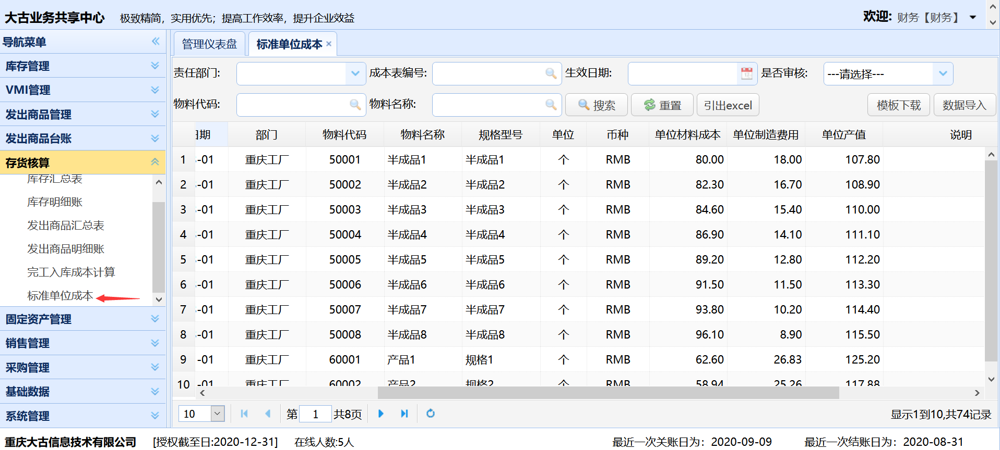 大古业务共享中心 极致精简，实用优先；提高工作效率，提升企业效益 欢迎: 财务【财务】
导航菜单
库存管理
VMI管理
发出商品管理
发出商品台账
存货核算
库存汇总表
库存明细账
发出商品汇总表
发出商品明细账
完工入库成本计算
标准单位成本
固定资产管理
销售管理
采购管理
基础数据
系统管理
管理仪表盘 标准单位成本 ×
责任部门: 成本表编号: 生效日期: 是否审核: ---请选择---
物料代码: 物料名称: 搜索 重置 引出excel 模板下载 数据导入
日期 部门 物料代码 物料名称 规格型号 单位 币种 单位材料成本 单位制造费用 单位产值 说明
1 -01 重庆工厂 50001 半成品1 半成品1 个 RMB 80.00 18.00 107.80
2 -01 重庆工厂 50002 半成品2 半成品2 个 RMB 82.30 16.70 108.90
3 -01 重庆工厂 50003 半成品3 半成品3 个 RMB 84.60 15.40 110.00
4 -01 重庆工厂 50004 半成品4 半成品4 个 RMB 86.90 14.10 111.10
5 -01 重庆工厂 50005 半成品5 半成品5 个 RMB 89.20 12.80 112.20
6 -01 重庆工厂 50006 半成品6 半成品6 个 RMB 91.50 11.50 113.30
7 -01 重庆工厂 50007 半成品7 半成品7 个 RMB 93.80 10.20 114.40
8 -01 重庆工厂 50008 半成品8 半成品8 个 RMB 96.10 8.90 115.50
9 -01 重庆工厂 60001 产品1 规格1 个 RMB 62.60 26.83 125.20
10 -01 重庆工厂 60002 产品2 规格2 个 RMB 58.94 25.26 117.88
10 第 1 共8页 显示1到10,共74记录
重庆大古信息技术有限公司 [授权截至日:2020-12-31] 在线人数:5人 最近一次关账日为：2020-09-09 最近一次结账日为：2020-08-31